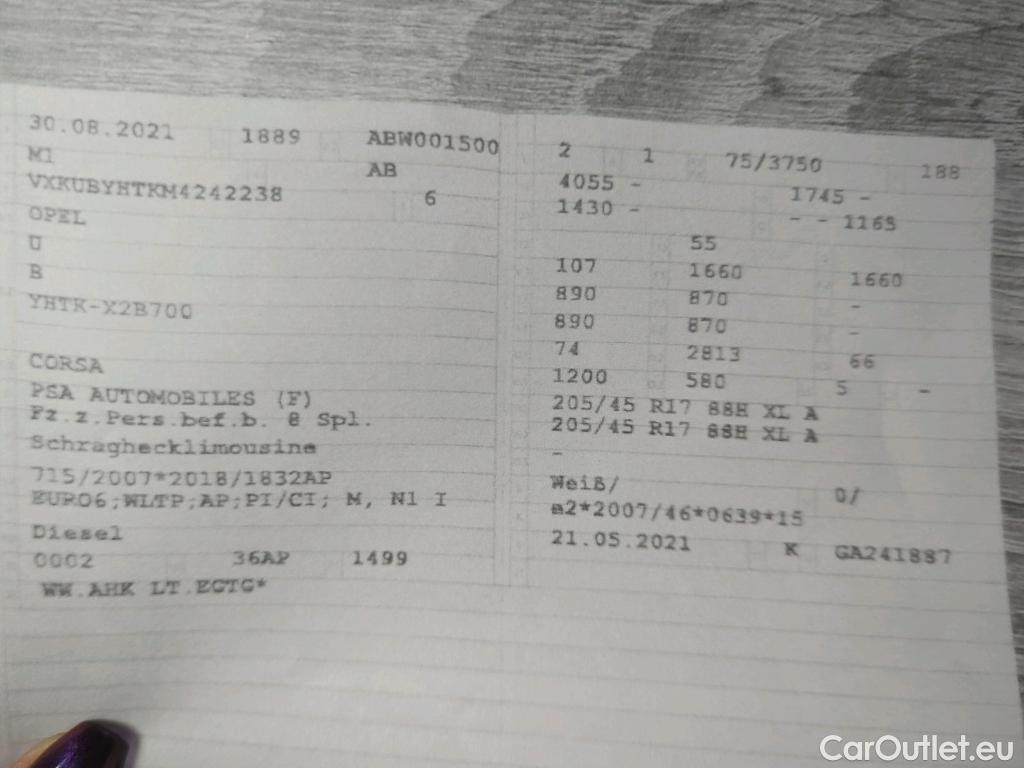 30.08.2021 1889 ABW001500
M1 AB
VXKUBYHTKM4242238 6
OPEL
U
B
YHTK-X2B700
CORSA
PSA AUTOMOBILES (F)
Fz.z.Pers.bef.b. 8 Spl.
Schräghecklimousine
715/2007*2018/1832AP
EURO6;WLTP;AP;PI/CI; M, N1 I
Diesel
0002 36AP 1499
WW.AHK LT.EGTG*
2 1 75/3750 188
4055 - 1745 -
1430 - - - 1165
55
107 1660 1660
890 870 -
890 870 -
74 2813 66
1200 580 5 -
205/45 R17 88H XL A
205/45 R17 88H XL A
-
Weiß/ 0/
e2*2007/46*0639*15
21.05.2021 K GA241887
CarOutlet.eu